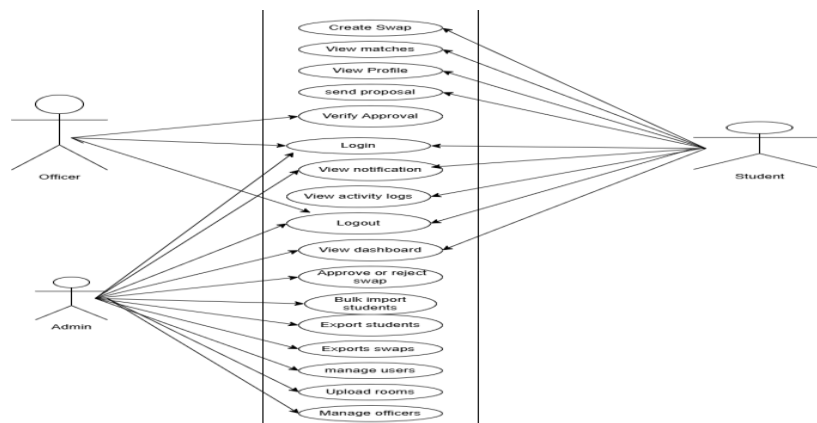 Create Swap
View matches
View Profile
send proposal
Verify Approval
Login
Officer
View notification
Student
View activity logs
Logout
View dashboard
Approve or reject
swap
Bulk import
students
Admin
Export students
Exports swaps
manage users
Upload rooms
Manage officers